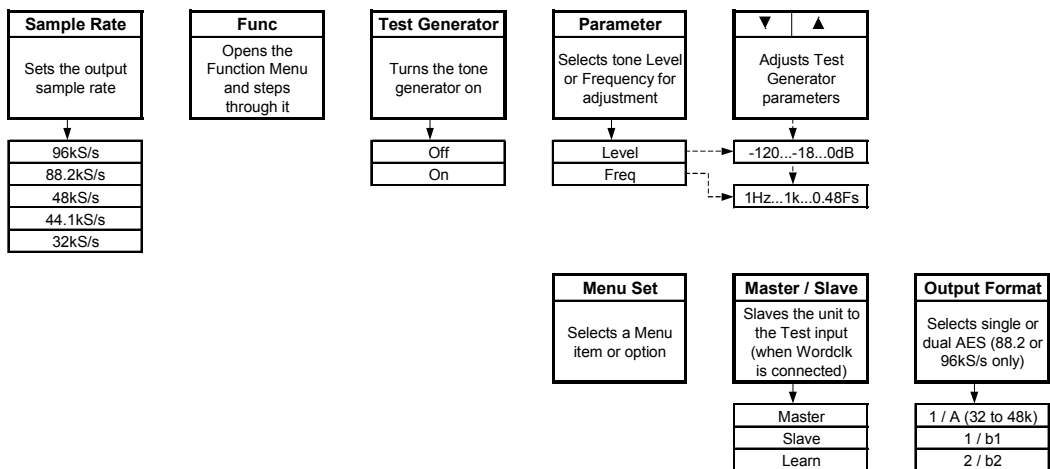 Sample Rate
Sets the output
sample rate
96kS/s
88.2kS/s
48kS/s
44.1kS/s
32kS/s
Func
Opens the
Function Menu
and steps
through it
Test Generator
Turns the tone
generator on
Off
On
Parameter
Selects tone Level
or Frequency for
adjustment
Level
Freq
▼ ▲
Adjusts Test
Generator
parameters
-120...-18...0dB
1Hz...1k...0.48Fs
Menu Set
Selects a Menu
item or option
Master / Slave
Slaves the unit to
the Test input
(when Wordclk
is connected)
Master
Slave
Learn
Output Format
Selects single or
dual AES (88.2 or
96kS/s only)
1 / A (32 to 48k)
1 / b1
2 / b2